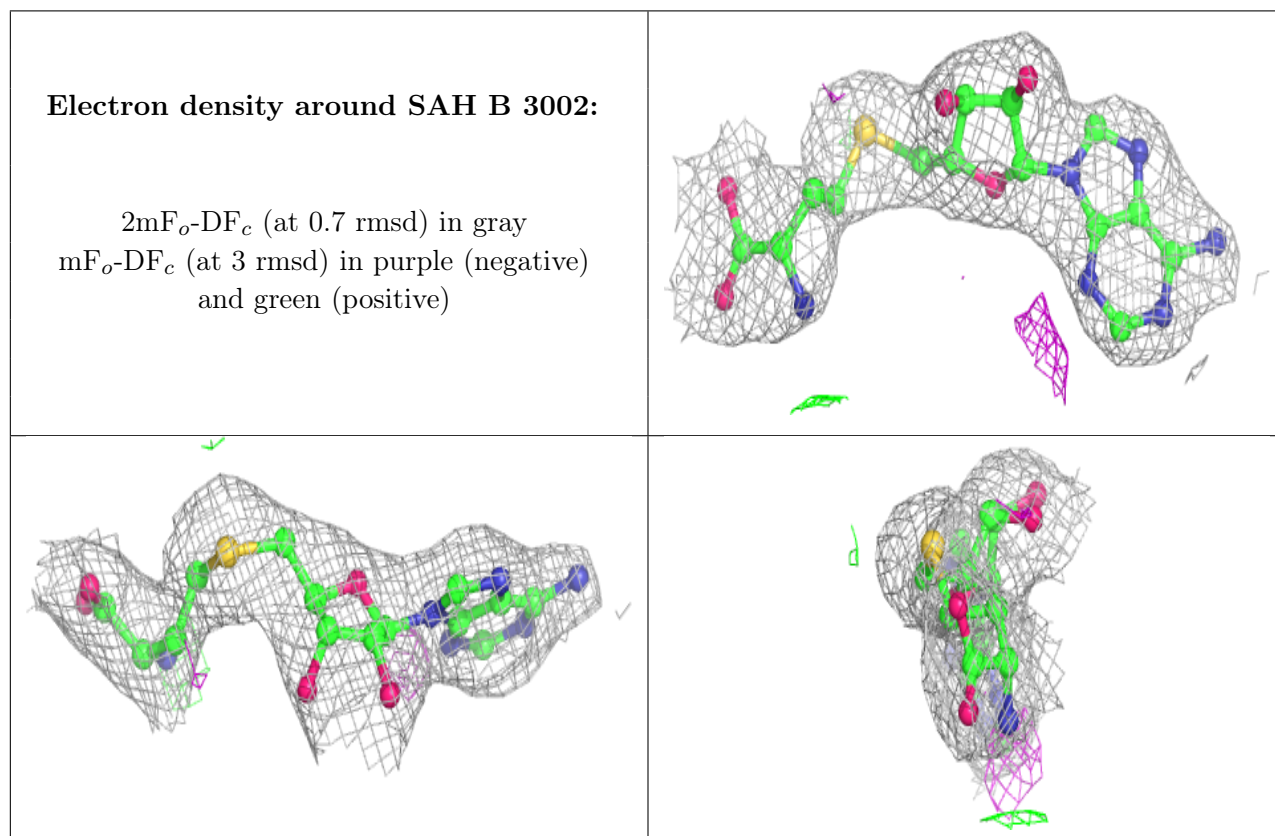 Electron density around SAH B 3002:
2mFo-DFc (at 0.7 rmsd) in gray
mFo-DFc (at 3 rmsd) in purple (negative)
and green (positive)